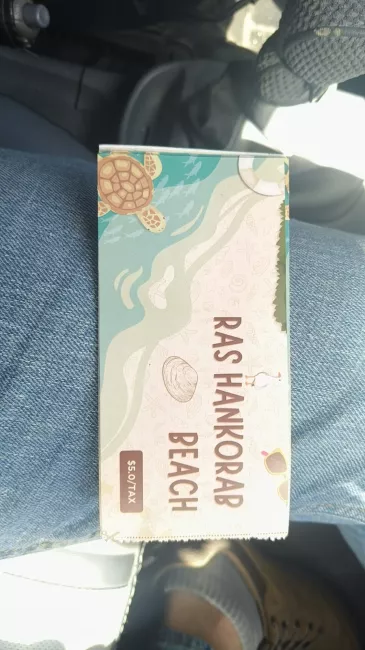 RAS HANKORAB
BEACH
$5.0/TAX